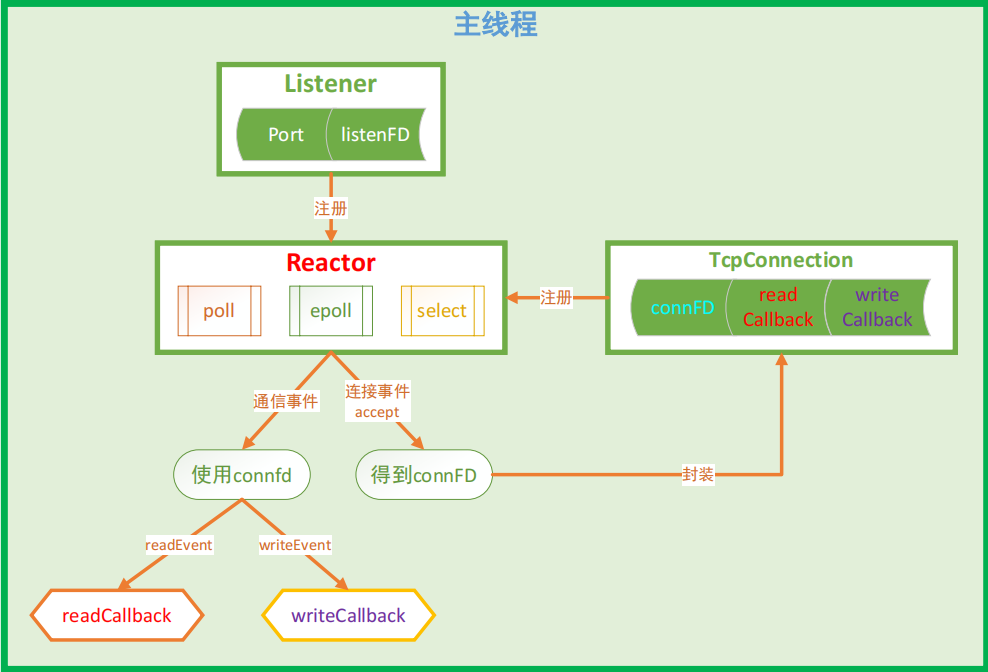 主线程
Listener
Port
listenFD
注册
Reactor
poll
epoll
select
注册
TcpConnection
connFD
read
Callback
write
Callback
通信事件
连接事件
accept
使用connfd
得到connFD
封装
readEvent
writeEvent
readCallback
writeCallback